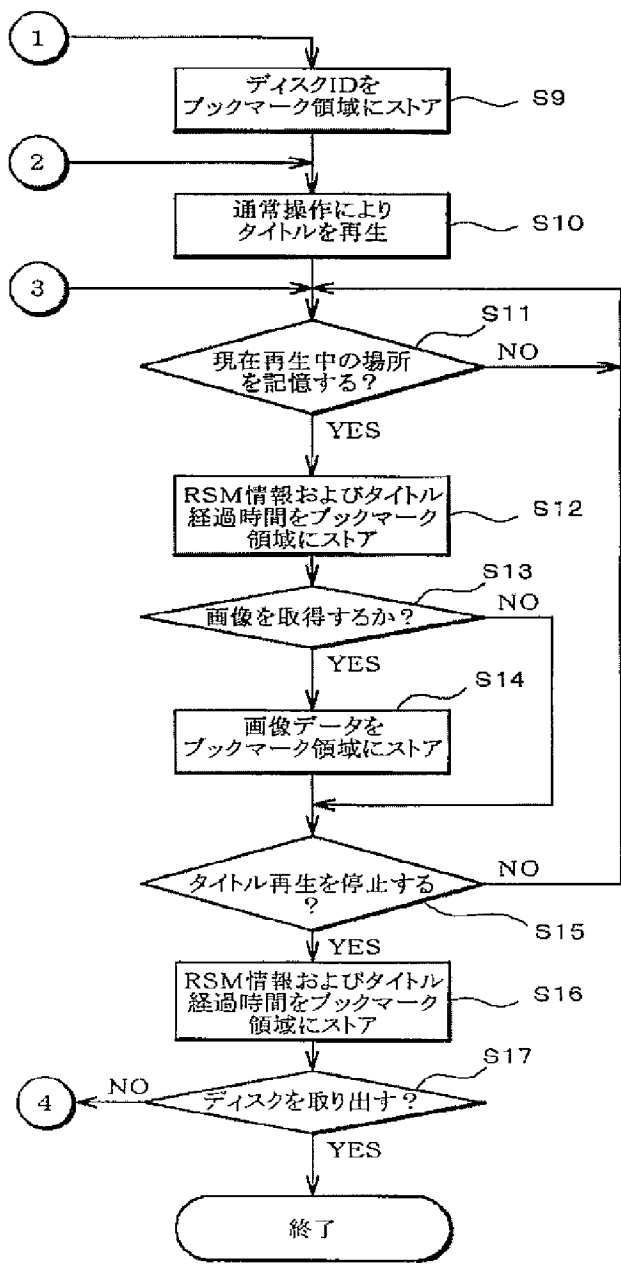 1
ディスクIDを
ブックマーク領域にストア
S9
2
通常操作により
タイトルを再生
S10
3
S11
現在再生中の場所
を記憶する?
NO
YES
RSM情報およびタイトル
経過時間をブックマーク
領域にストア
S12
S13
画像を取得するか?
NO
YES
S14
画像データを
ブックマーク領域にストア
タイトル再生を停止する
?
NO
S15
YES
RSM情報およびタイトル
経過時間をブックマーク
領域にストア
S16
S17
4
NO
ディスクを取り出す?
YES
終了